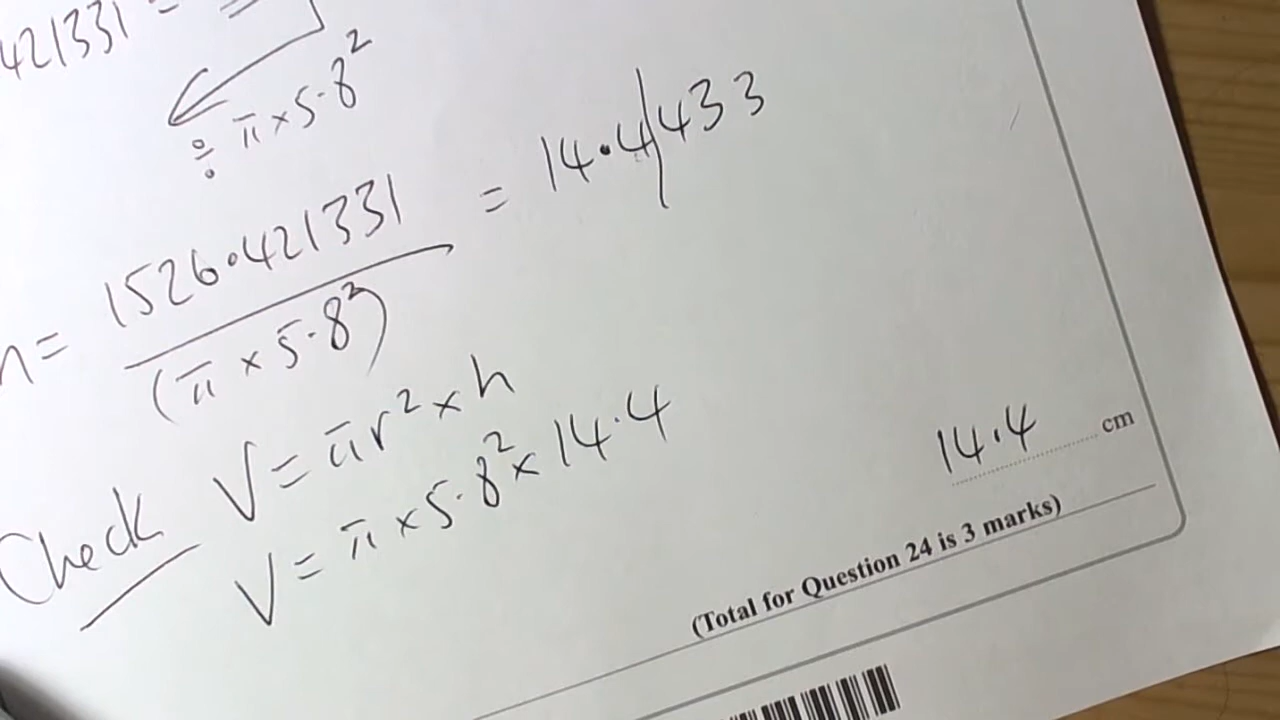 421331 =
÷ π × 5.8²
h = 1526.421331 / (π × 5.8²) = 14.4|433
Check V = πr² × h
V = π × 5.8² × 14.4
14.4 cm
(Total for Question 24 is 3 marks)